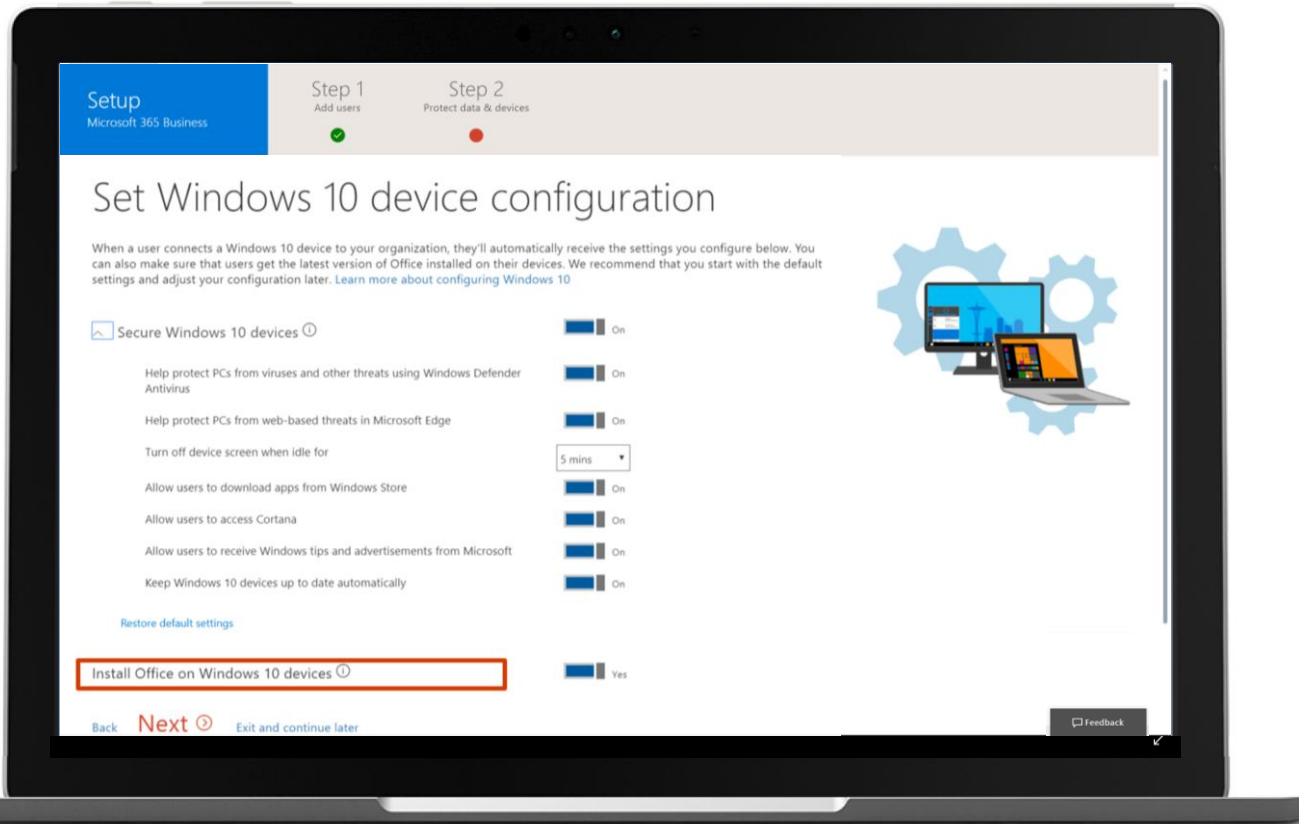 Setup
Microsoft 365 Business
Step 1
Add users
Step 2
Protect data & devices
Set Windows 10 device configuration
When a user connects a Windows 10 device to your organization, they'll automatically receive the settings you configure below. You
can also make sure that users get the latest version of Office installed on their devices. We recommend that you start with the default
settings and adjust your configuration later. Learn more about configuring Windows 10
Secure Windows 10 devices
On
Help protect PCs from viruses and other threats using Windows Defender
Antivirus
On
Help protect PCs from web-based threats in Microsoft Edge
On
Turn off device screen when idle for
5 mins
Allow users to download apps from Windows Store
On
Allow users to access Cortana
On
Allow users to receive Windows tips and advertisements from Microsoft
On
Keep Windows 10 devices up to date automatically
On
Restore default settings
Install Office on Windows 10 devices
Yes
Back
Next
Exit and continue later
Feedback